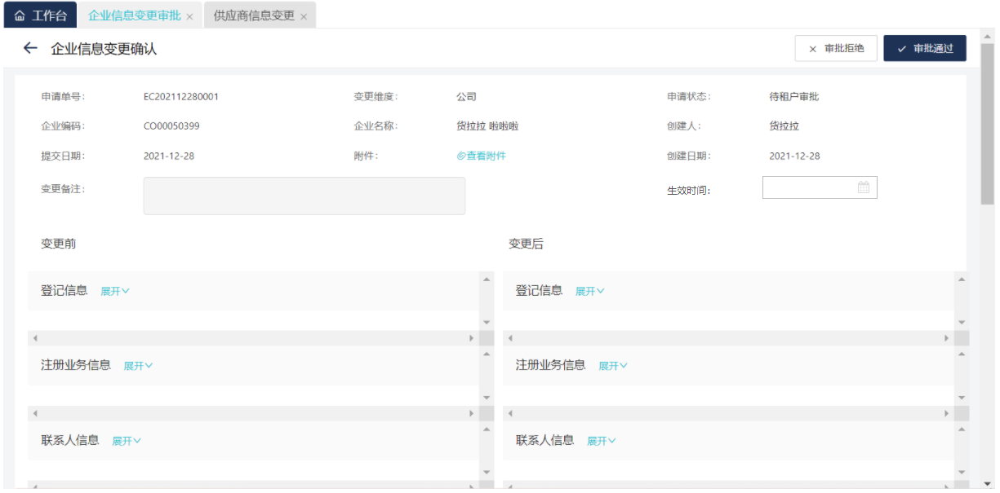 工作台 企业信息变更审批 × 供应商信息变更 ×
企业信息变更确认 × 审批拒绝 ✓ 审批通过
申请单号： EC202112280001 变更维度： 公司 申请状态： 待租户审批
企业编码： CO00050399 企业名称： 货拉拉 啦啦啦 创建人： 货拉拉
提交日期： 2021-12-28 附件： 查看附件 创建日期： 2021-12-28
变更备注： 生效时间：
变更前 变更后
登记信息 展开 登记信息 展开
注册业务信息 展开 注册业务信息 展开
联系人信息 展开 联系人信息 展开